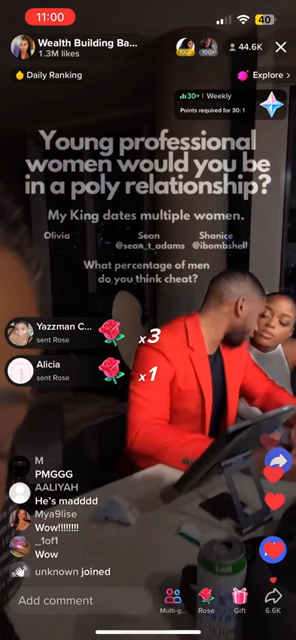 11:00
40
Wealth Building Ba...
1.3M likes
100+
100+
44.6K
Daily Ranking
Explore >
30+ | Weekly
Points required for 30: 1
Young professional
women would you be
in a poly relationship?
My King dates multiple women.
Olivia Sean Shanice
@sean_t_adams @ibombshell
What percentage of men
do you think cheat?
Yazzman C...
sent Rose
x3
Alicia
sent Rose
x1
M
PMGGG
AALIYAH
He's madddd
Mya9lise
Wow!!!!!!!!
_1of1
Wow
unknown joined
Add comment
Multi-g...
Rose
Gift
6.6K